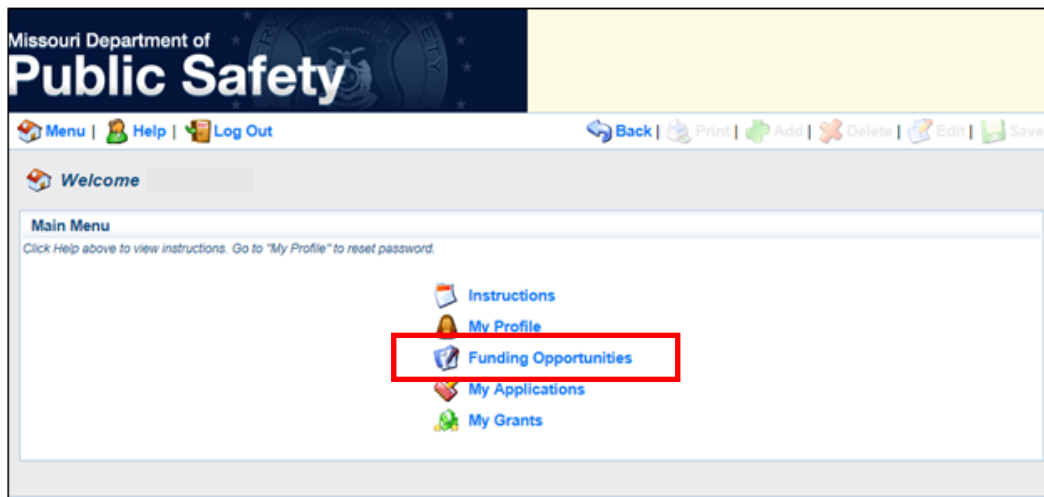 Missouri Department of
Public Safety
Menu | Help | Log Out
Back | Print | Add | Delete | Edit | Save
Welcome
Main Menu
Click Help above to view instructions. Go to "My Profile" to reset password.
Instructions
My Profile
Funding Opportunities
My Applications
My Grants